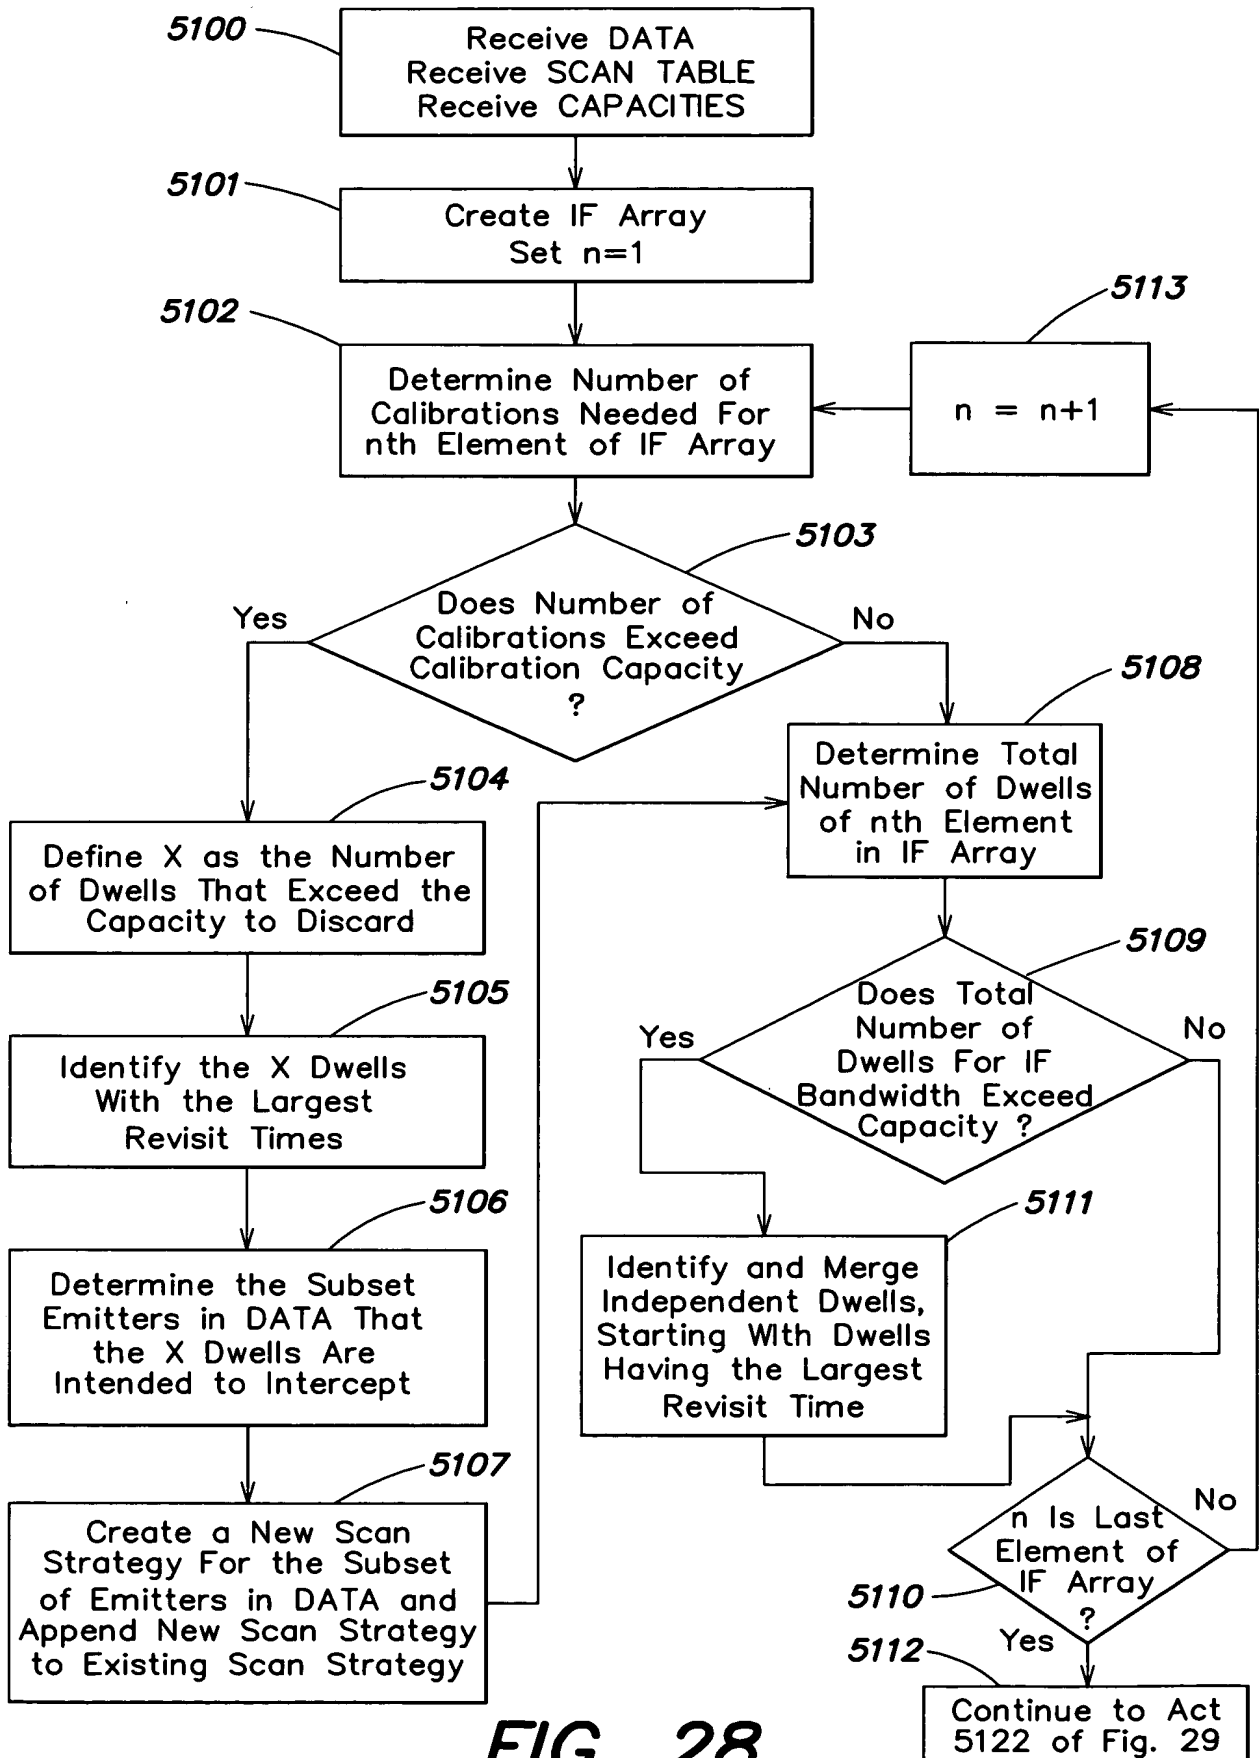 5100
Receive DATA
Receive SCAN TABLE
Receive CAPACITIES
5101
Create IF Array
Set n=1
5102
Determine Number of
Calibrations Needed For
nth Element of IF Array
5113
n = n+1
5103
Does Number of
Calibrations Exceed
Calibration Capacity
?
Yes
No
5104
Define X as the Number
of Dwells That Exceed the
Capacity to Discard
5105
Identify the X Dwells
With the Largest
Revisit Times
5106
Determine the Subset
Emitters in DATA That
the X Dwells Are
Intended to Intercept
5107
Create a New Scan
Strategy For the Subset
of Emitters in DATA and
Append New Scan Strategy
to Existing Scan Strategy
5108
Determine Total
Number of Dwells
of nth Element
in IF Array
5109
Does Total
Number of
Dwells For IF
Bandwidth Exceed
Capacity ?
Yes
No
5111
Identify and Merge
Independent Dwells,
Starting With Dwells
Having the Largest
Revisit Time
n Is Last
Element of
IF Array
?
No
5110
Yes
5112
Continue to Act
5122 of Fig. 29
FIG. 28